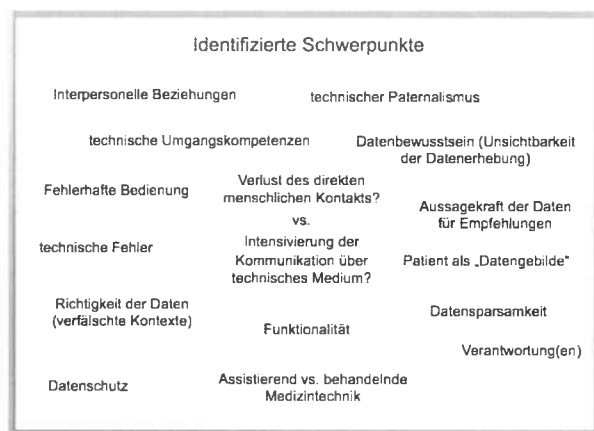 Identifizierte Schwerpunkte
Interpersonelle Beziehungen
technischer Paternalismus
technische Umgangskompetenzen
Datenbewusstsein (Unsichtbarkeit
der Datenerhebung)
Fehlerhafte Bedienung
Verlust des direkten
menschlichen Kontakts?
vs.
Intensivierung der
Kommunikation über
technisches Medium?
Aussagekraft der Daten
für Empfehlungen
technische Fehler
Patient als „Datengebilde“
Richtigkeit der Daten
(verfälschte Kontexte)
Funktionalität
Datensparsamkeit
Verantwortung(en)
Datenschutz
Assistierend vs. behandelnde
Medizintechnik